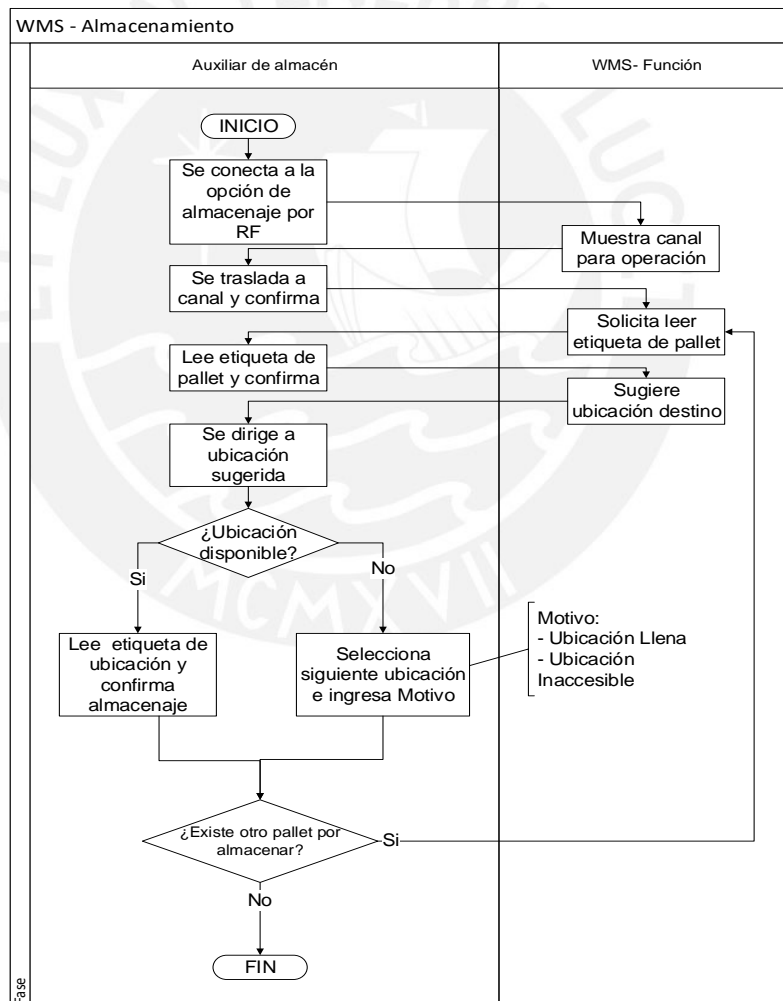 WMS - Almacenamiento
Auxiliar de almacén
WMS- Función
INICIO
Se conecta a la
opción de
almacenaje por
RF
Muestra canal
para operación
Se traslada a
canal y confirma
Solicita leer
etiqueta de pallet
Lee etiqueta de
pallet y confirma
Sugiere
ubicación destino
Se dirige a
ubicación
sugerida
¿Ubicación
disponible?
Si
No
Lee etiqueta de
ubicación y
confirma
almacenaje
Selecciona
siguiente ubicación
e ingresa Motivo
Motivo:
- Ubicación Llena
- Ubicación
Inaccesible
¿Existe otro pallet por
almacenar?
Si
No
FIN
Fase
MCMXVII